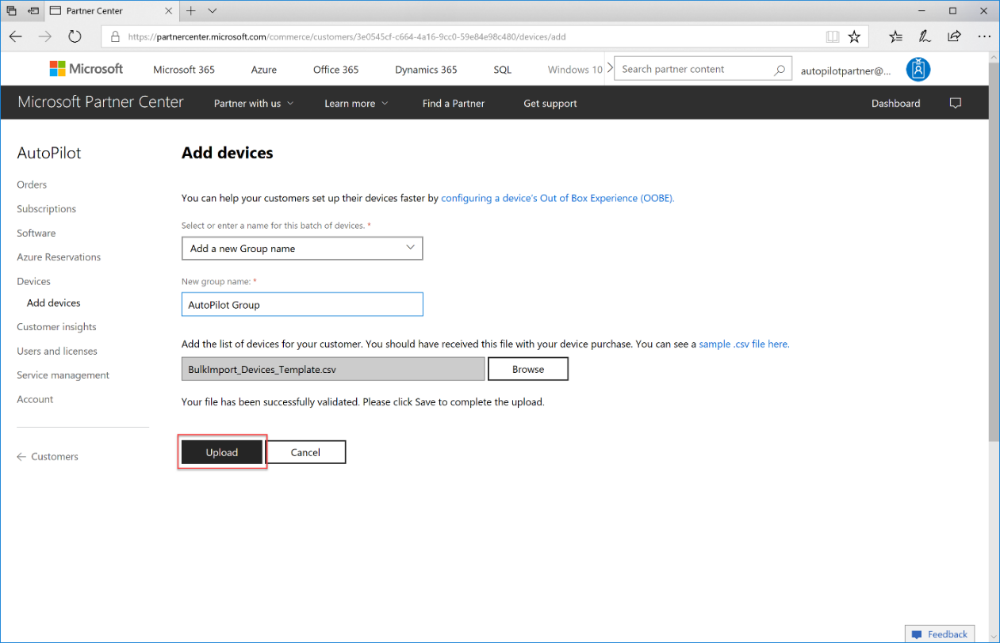 Partner Center
https://partnercenter.microsoft.com/commerce/customers/3e0545cf-c664-4a16-9cc0-59e84e98c480/devices/add
Microsoft Microsoft 365 Azure Office 365 Dynamics 365 SQL Windows 10 Search partner content autopilotpartner@...
Microsoft Partner Center Partner with us Learn more Find a Partner Get support Dashboard
AutoPilot
Orders
Subscriptions
Software
Azure Reservations
Devices
Add devices
Customer insights
Users and licenses
Service management
Account
Customers
Add devices
You can help your customers set up their devices faster by configuring a device's Out of Box Experience (OOBE).
Select or enter a name for this batch of devices. *
Add a new Group name
New group name: *
AutoPilot Group
Add the list of devices for your customer. You should have received this file with your device purchase. You can see a sample .csv file here.
BulkImport_Devices_Template.csv Browse
Your file has been successfully validated. Please click Save to complete the upload.
Upload Cancel
Feedback